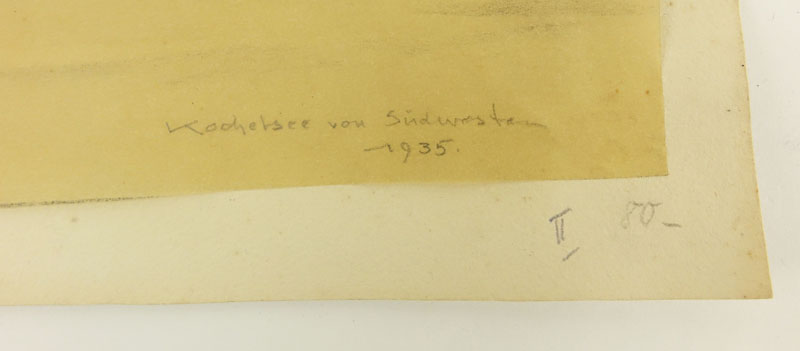 Kochelsee von Südwesten
1935.
II 80-